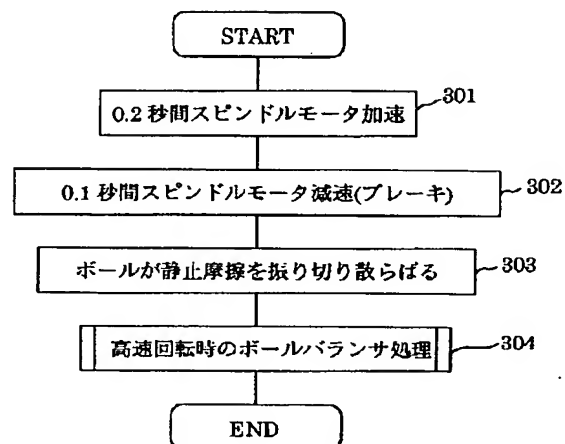 START
0.2 秒間スピンドルモータ加速
301
0.1 秒間スピンドルモータ減速(ブレーキ)
302
ボールが静止摩擦を振り切り散らばる
303
高速回転時のボールバランサ処理
304
END